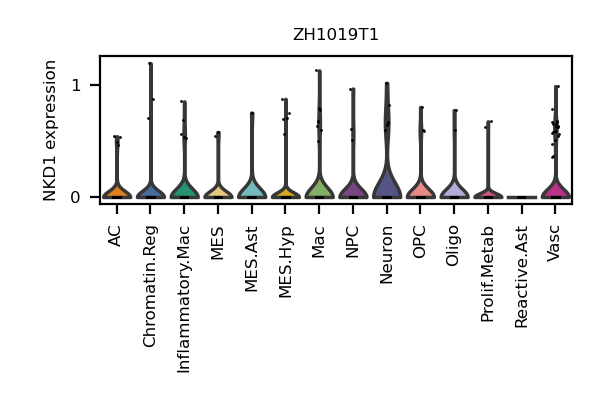 ZH1019T1
NKD1 expression
1
0
AC
Chromatin.Reg
Inflammatory.Mac
MES
MES.Ast
MES.Hyp
Mac
NPC
Neuron
OPC
Oligo
Prolif.Metab
Reactive.Ast
Vasc